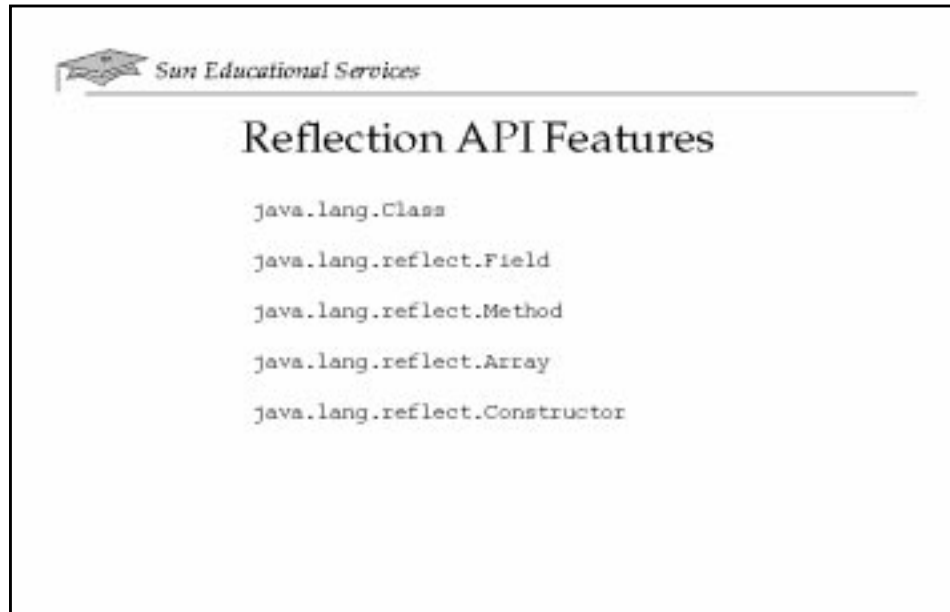 Sun Educational Services
Reflection API Features
java.lang.Class
java.lang.reflect.Field
java.lang.reflect.Method
java.lang.reflect.Array
java.lang.reflect.Constructor